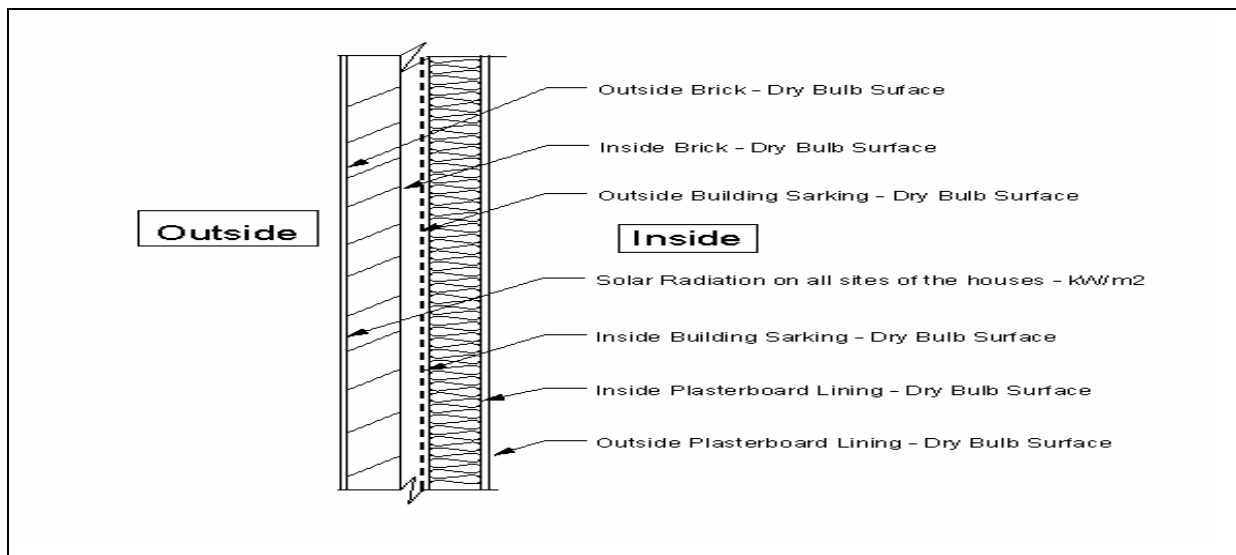 Outside Brick - Dry Bulb Suface
Inside Brick - Dry Bulb Surface
Outside Building Sarking - Dry Bulb Surface
Outside
Inside
Solar Radiation on all sites of the houses - kW/m2
Inside Building Sarking - Dry Bulb Surface
Inside Plasterboard Lining - Dry Bulb Surface
Outside Plasterboard Lining - Dry Bulb Surface